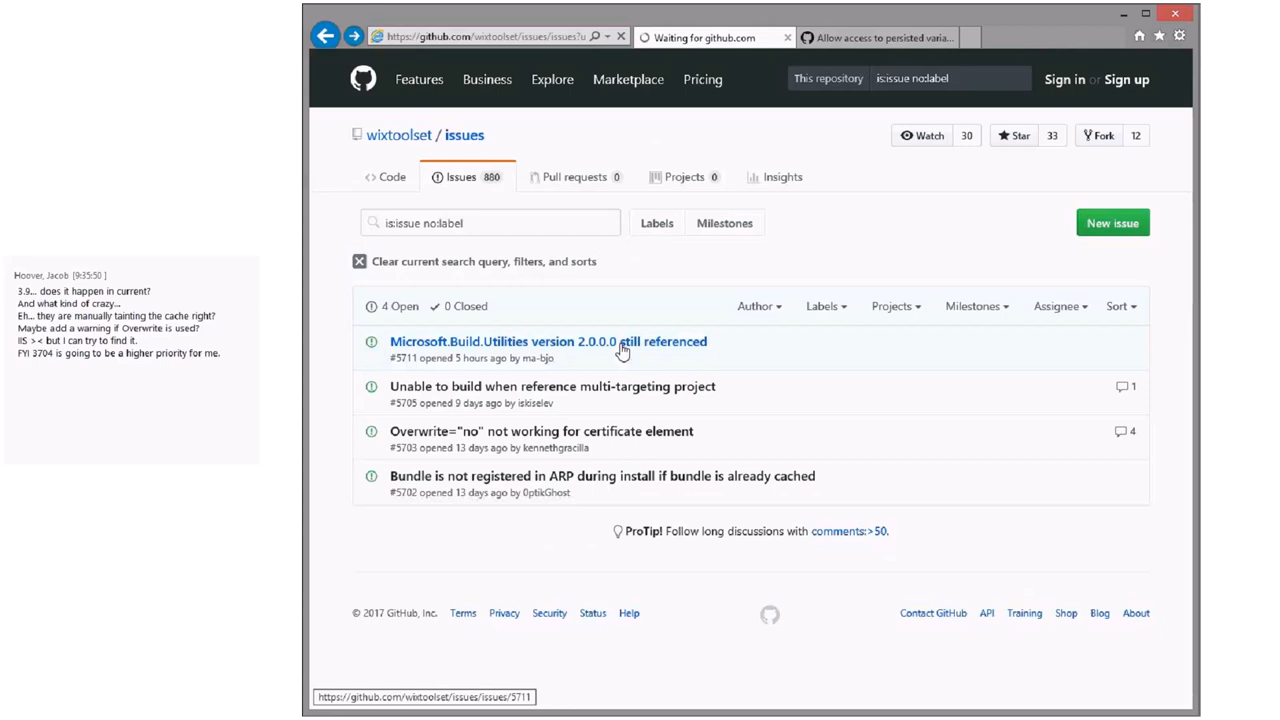 Hoover, Jacob [9:35:50 ]
3.9... does it happen in current?
And what kind of crazy...
Eh... they are manually tainting the cache right?
Maybe add a warning if Overwrite is used?
IIS >< but I can try to find it.
FYI 3704 is going to be a higher priority for me.
https://github.com/wixtoolset/issues/issues?u
Waiting for github.com
Allow access to persisted varia...
Features Business Explore Marketplace Pricing
This repository is:issue no:label
Sign in or Sign up
wixtoolset / issues
Watch 30 Star 33 Fork 12
<> Code Issues 880 Pull requests 0 Projects 0 Insights
is:issue no:label
Labels Milestones
New issue
Clear current search query, filters, and sorts
4 Open 0 Closed
Author Labels Projects Milestones Assignee Sort
Microsoft.Build.Utilities version 2.0.0.0 still referenced
#5711 opened 5 hours ago by ma-bjo
Unable to build when reference multi-targeting project 1
#5705 opened 9 days ago by iskiselev
Overwrite="no" not working for certificate element 4
#5703 opened 13 days ago by kennethgracilla
Bundle is not registered in ARP during install if bundle is already cached
#5702 opened 13 days ago by 0ptikGhost
ProTip! Follow long discussions with comments:>50.
© 2017 GitHub, Inc. Terms Privacy Security Status Help
Contact GitHub API Training Shop Blog About
https://github.com/wixtoolset/issues/issues/5711